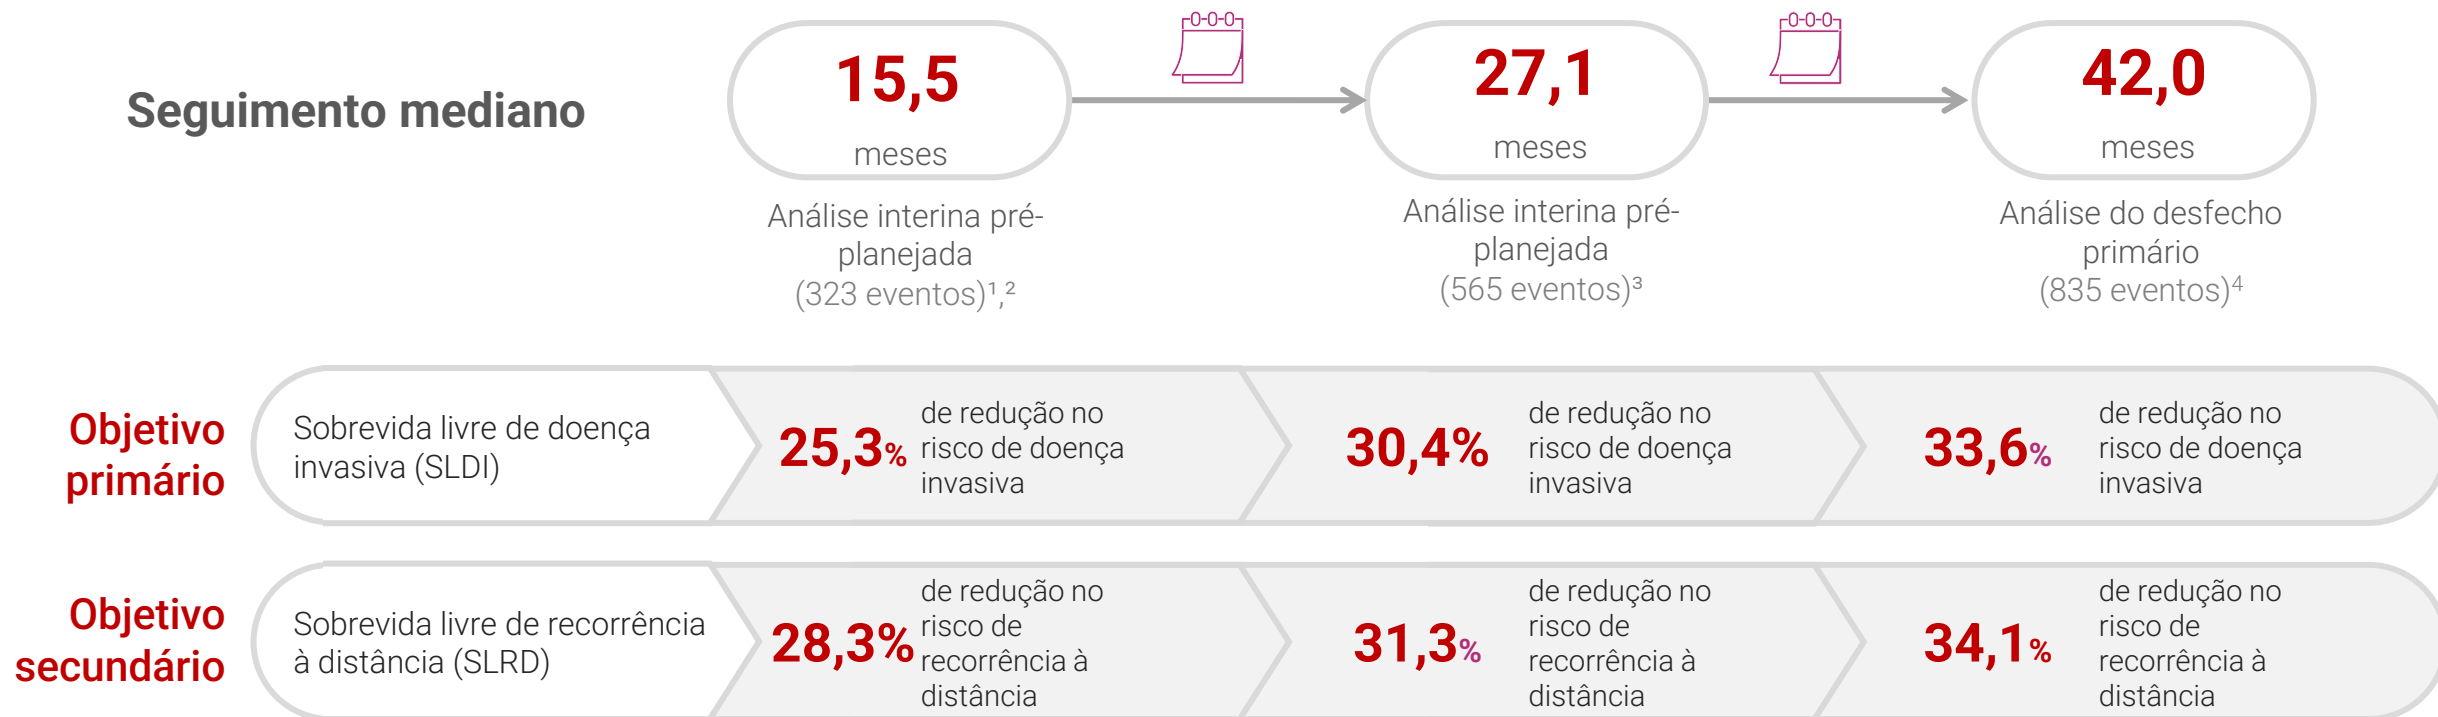 Seguimento mediano
15,5
meses
Análise interina pré-
planejada
(323 eventos)¹,²
27,1
meses
Análise interina pré-
planejada
(565 eventos)³
42,0
meses
Análise do desfecho
primário
(835 eventos)⁴
Objetivo
primário
Sobrevida livre de doença
invasiva (SLDI)
25,3%
de redução no
risco de doença
invasiva
30,4%
de redução no
risco de doença
invasiva
33,6%
de redução no
risco de doença
invasiva
Objetivo
secundário
Sobrevida livre de recorrência
à distância (SLRD)
28,3%
de redução no
risco de
recorrência à
distância
31,3%
de redução no
risco de
recorrência à
distância
34,1%
de redução no
risco de
recorrência à
distância